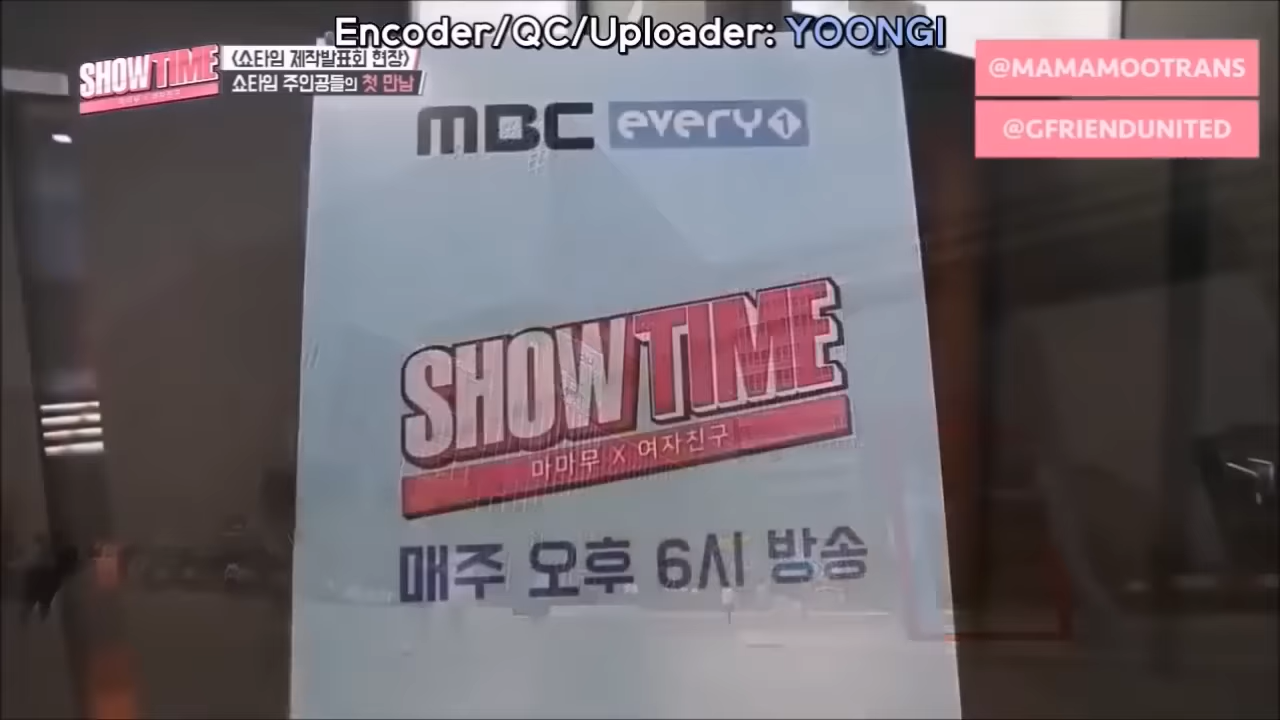 Encoder/QC/Uploader: YOONGI
SHOWTIME
<쇼타임 제작발표회 현장>
쇼타임 주인공들의 첫 만남
@MAMAMOOTRANS
@GFRIENDUNITED
MBC every1
SHOWTIME
마마무 X 여자친구
매주 오후 6시 방송